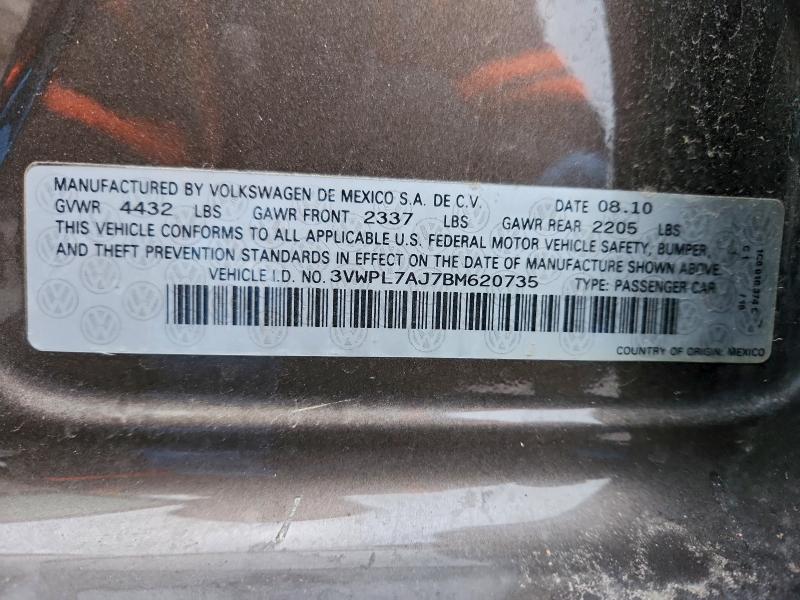 MANUFACTURED BY VOLKSWAGEN DE MEXICO S.A. DE C.V. DATE 08.10
GVWR 4432 LBS GAWR FRONT 2337 LBS GAWR REAR 2205 LBS
THIS VEHICLE CONFORMS TO ALL APPLICABLE U.S. FEDERAL MOTOR VEHICLE SAFETY, BUMPER,
AND THEFT PREVENTION STANDARDS IN EFFECT ON THE DATE OF MANUFACTURE SHOWN ABOVE.
VEHICLE I.D. NO. 3VWPL7AJ7BM620735 TYPE: PASSENGER CAR
COUNTRY OF ORIGIN: MEXICO